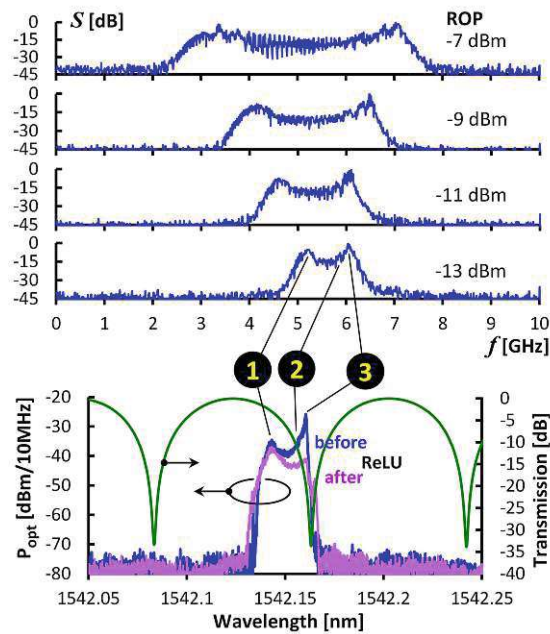 S [dB]
ROP
0
-15
-30
-45
-7 dBm
0
-15
-30
-45
-9 dBm
0
-15
-30
-45
-11 dBm
0
-15
-30
-45
-13 dBm
0 1 2 3 4 5 6 7 8 9 10
f [GHz]
1 2 3
-20
-30
-40
-50
-60
-70
-80
P_opt [dBm/10MHz]
before
ReLU
after
0
-5
-10
-15
-20
-25
-30
-35
-40
Transmission [dB]
1542.05 1542.1 1542.15 1542.2 1542.25
Wavelength [nm]